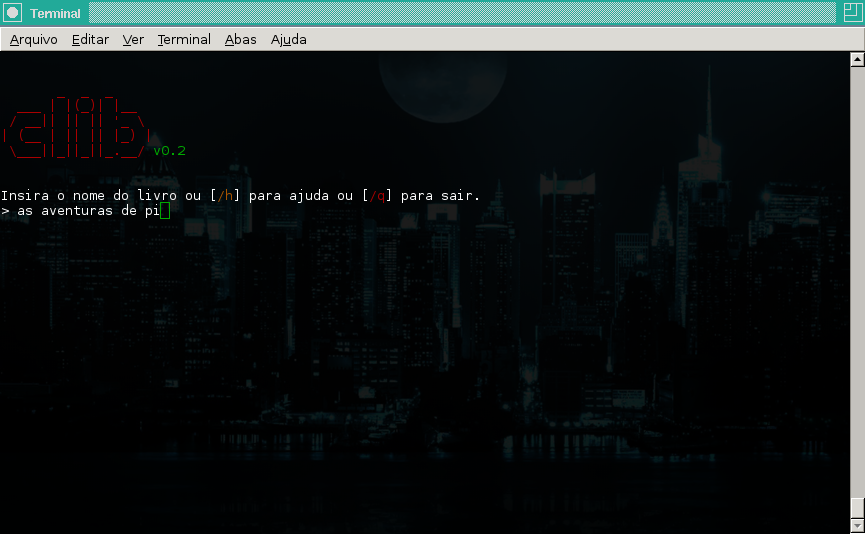 Terminal
Arquivo Editar Ver Terminal Abas Ajuda
clib v0.2
Insira o nome do livro ou [/h] para ajuda ou [/q] para sair.
> as aventuras de pi